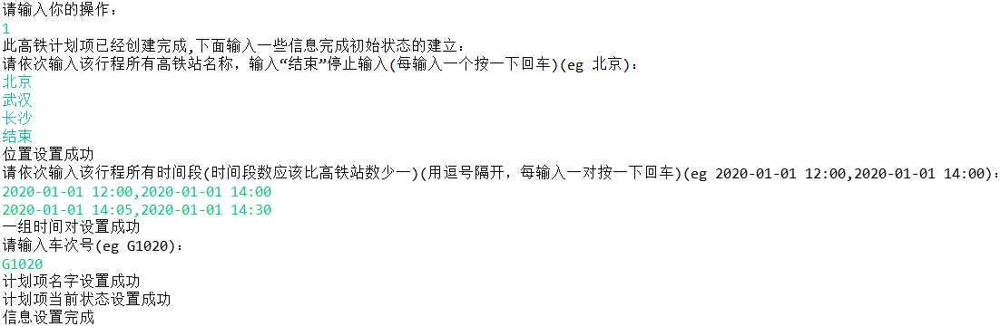 请输入你的操作:
1
此高铁计划项已经创建完成,下面输入一些信息完成初始状态的建立:
请依次输入该行程所有高铁站名称，输入“结束”停止输入(每输入一个按一下回车)(eg 北京):
北京
武汉
长沙
结束
位置设置成功
请依次输入该行程所有时间段(时间段数应该比高铁站数少一)(用逗号隔开，每输入一对按一下回车)(eg 2020-01-01 12:00,2020-01-01 14:00):
2020-01-01 12:00,2020-01-01 14:00
2020-01-01 14:05,2020-01-01 14:30
一组时间对设置成功
请输入车次号(eg G1020):
G1020
计划项名字设置成功
计划项当前状态设置成功
信息设置完成